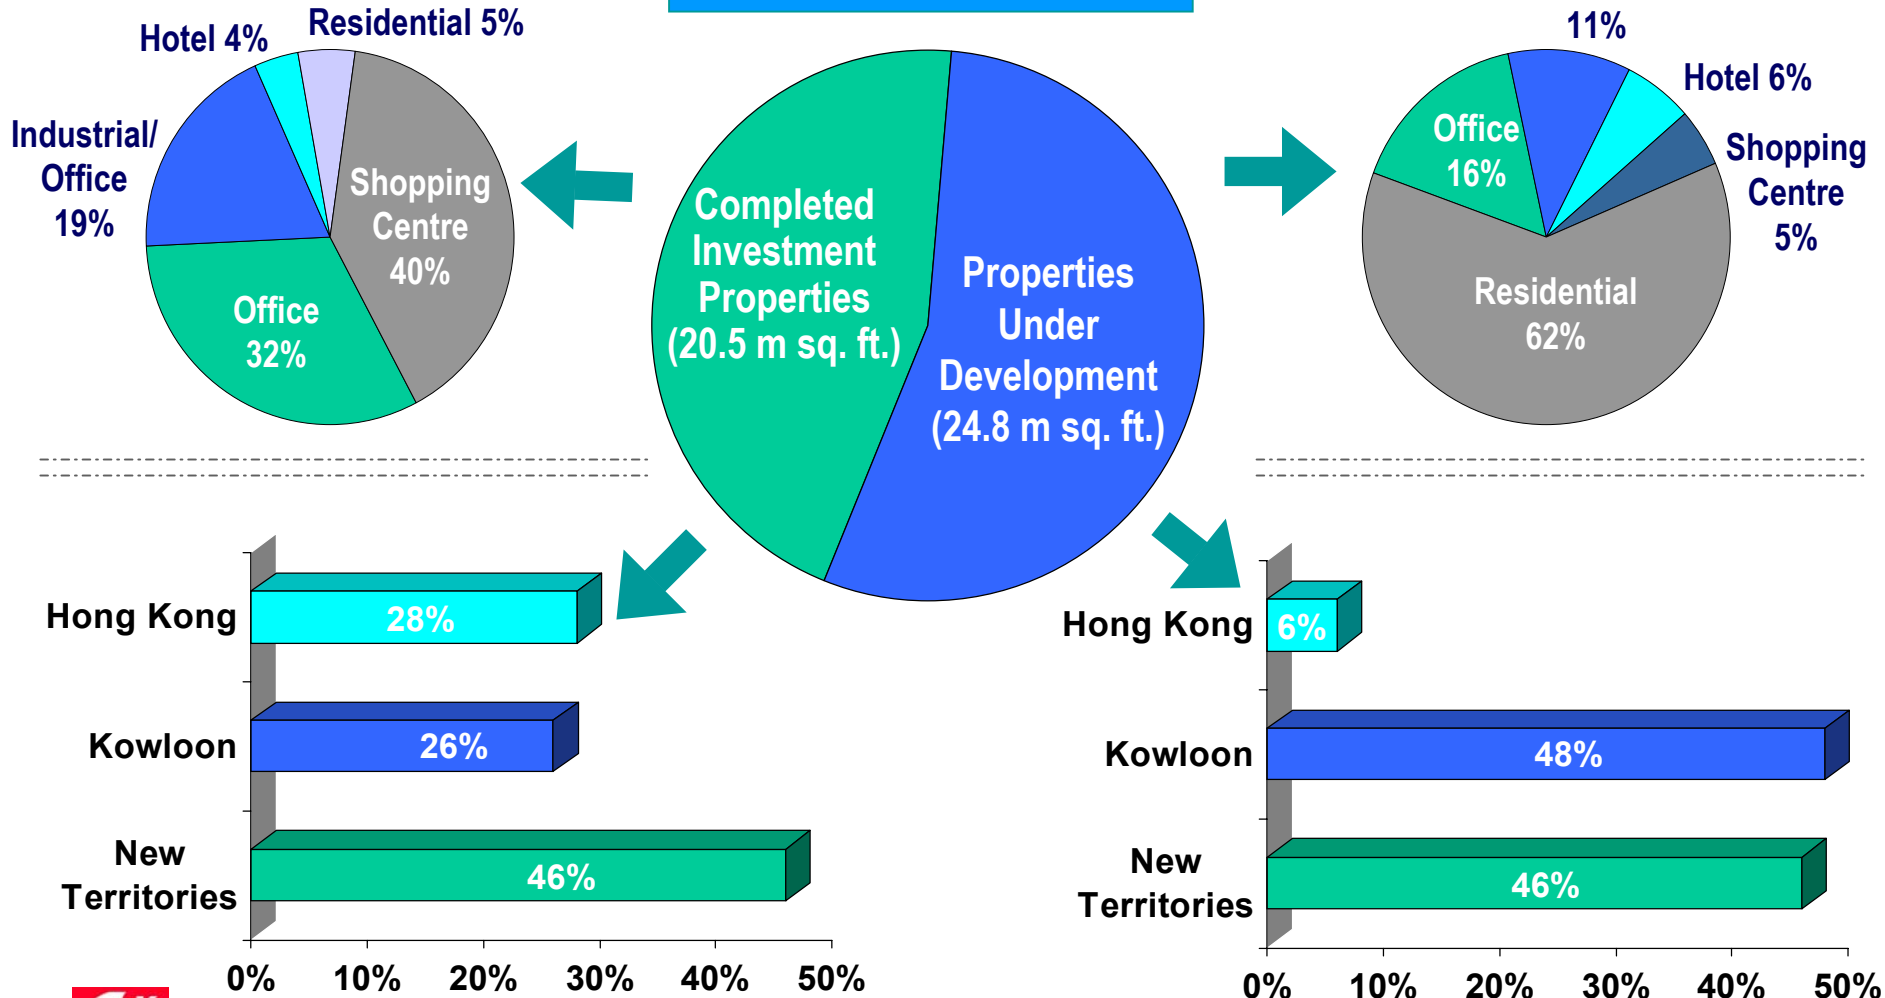 Hotel 4%
Residential 5%
Industrial/
Office
19%
Shopping
Centre
40%
Office
32%
Completed
Investment
Properties
(20.5 m sq. ft.)
Properties
Under
Development
(24.8 m sq. ft.)
11%
Hotel 6%
Shopping
Centre
5%
Office
16%
Residential
62%
Hong Kong
28%
Kowloon
26%
New
Territories
46%
0% 10% 20% 30% 40% 50%
Hong Kong
6%
Kowloon
48%
New
Territories
46%
0% 10% 20% 30% 40% 50%